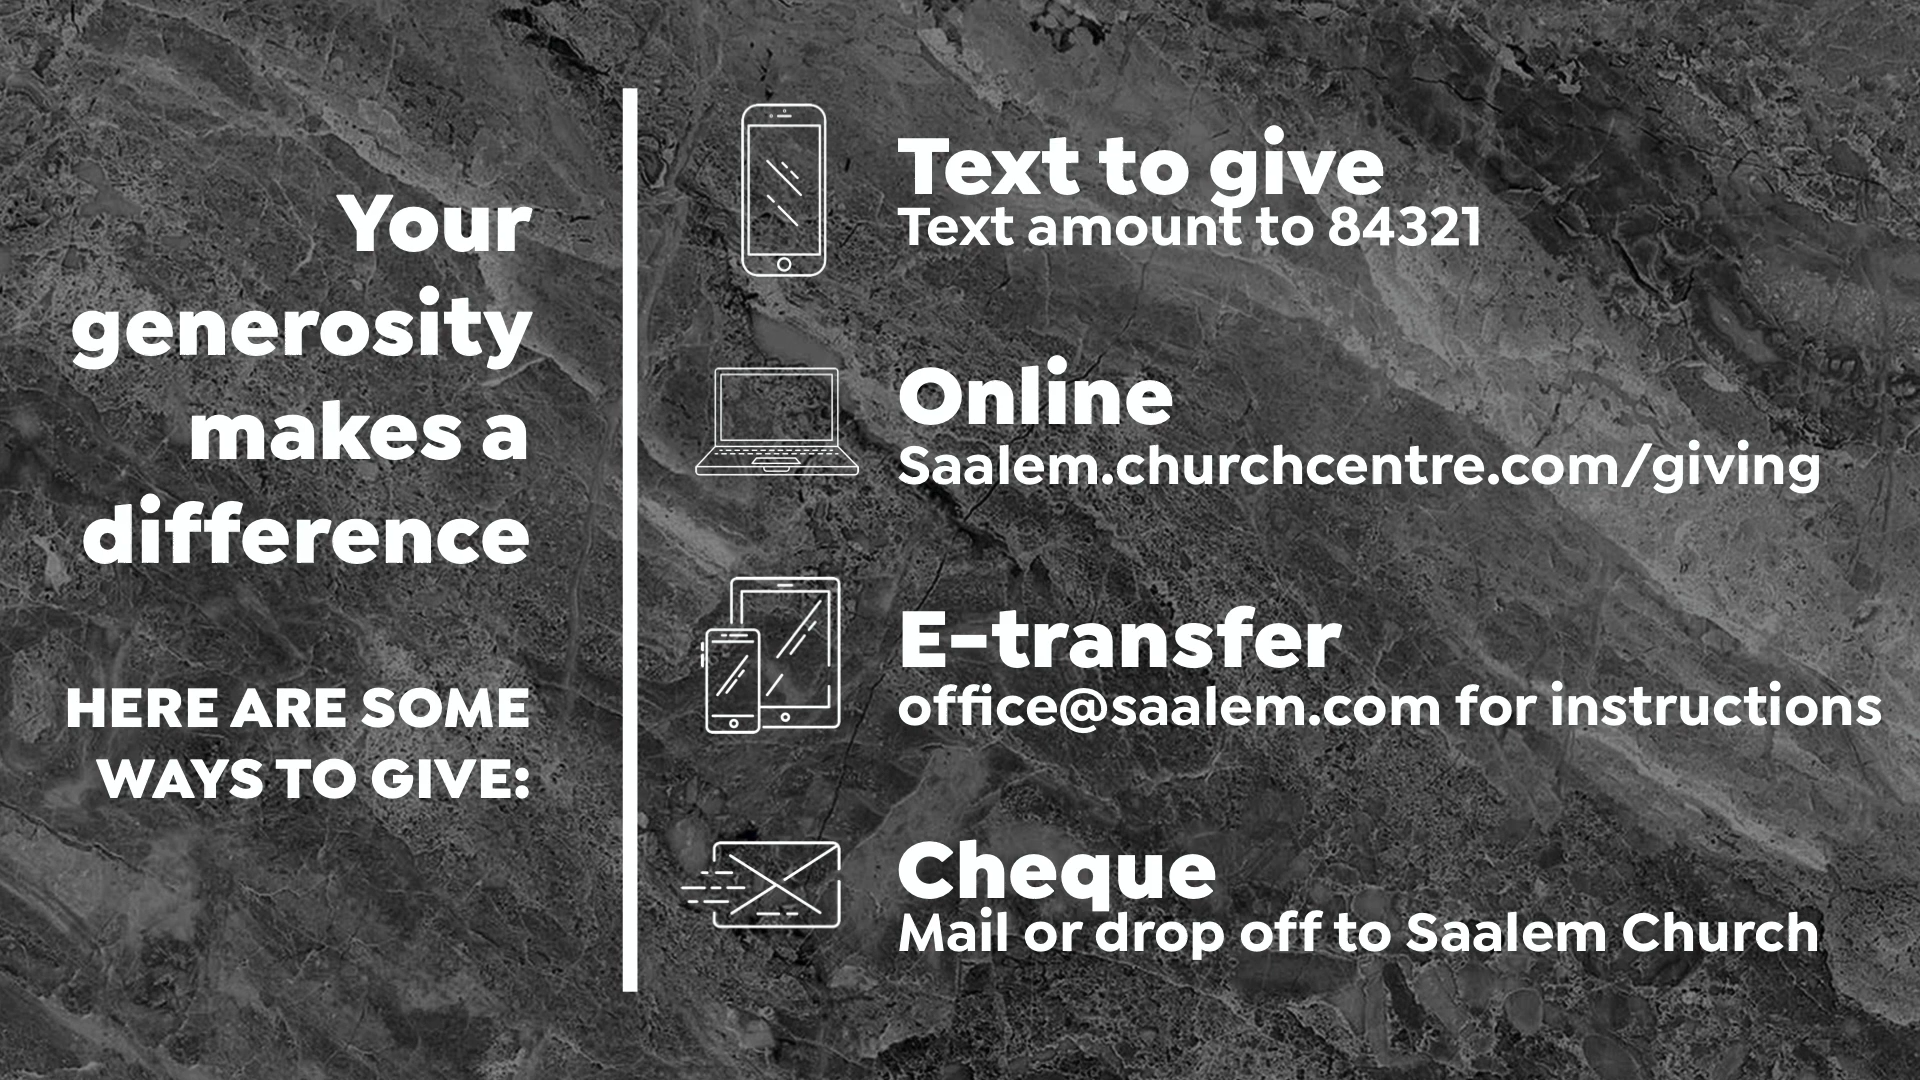 Your
generosity
makes a
difference
HERE ARE SOME
WAYS TO GIVE:
Text to give
Text amount to 84321
Online
Saalem.churchcentre.com/giving
E-transfer
office@saalem.com for instructions
Cheque
Mail or drop off to Saalem Church